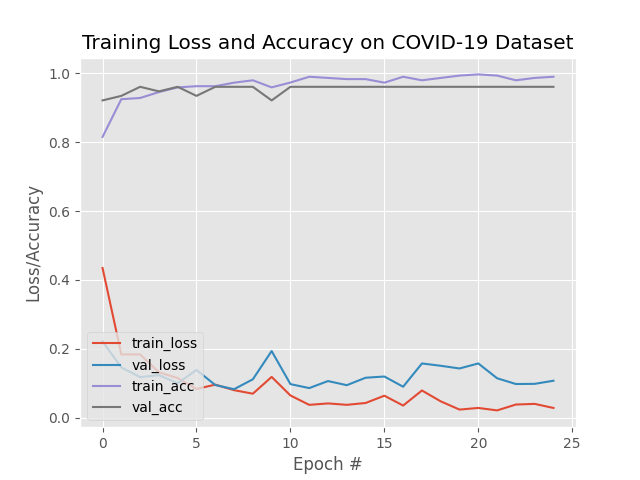 Training Loss and Accuracy on COVID-19 Dataset
1.0
0.8
0.6
0.4
0.2
0.0
Loss/Accuracy
train_loss
val_loss
train_acc
val_acc
0 5 10 15 20 25
Epoch #